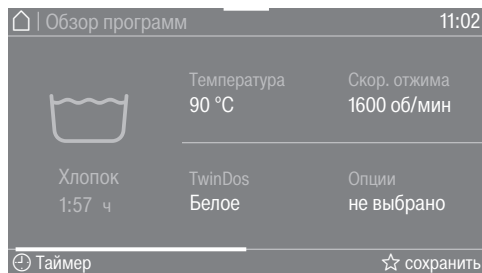 Обзор программ 11:02
Температура Скор. отжима
90 °C 1600 об/мин
Хлопок TwinDos Опции
1:57 ч Белое не выбрано
Таймер сохранить